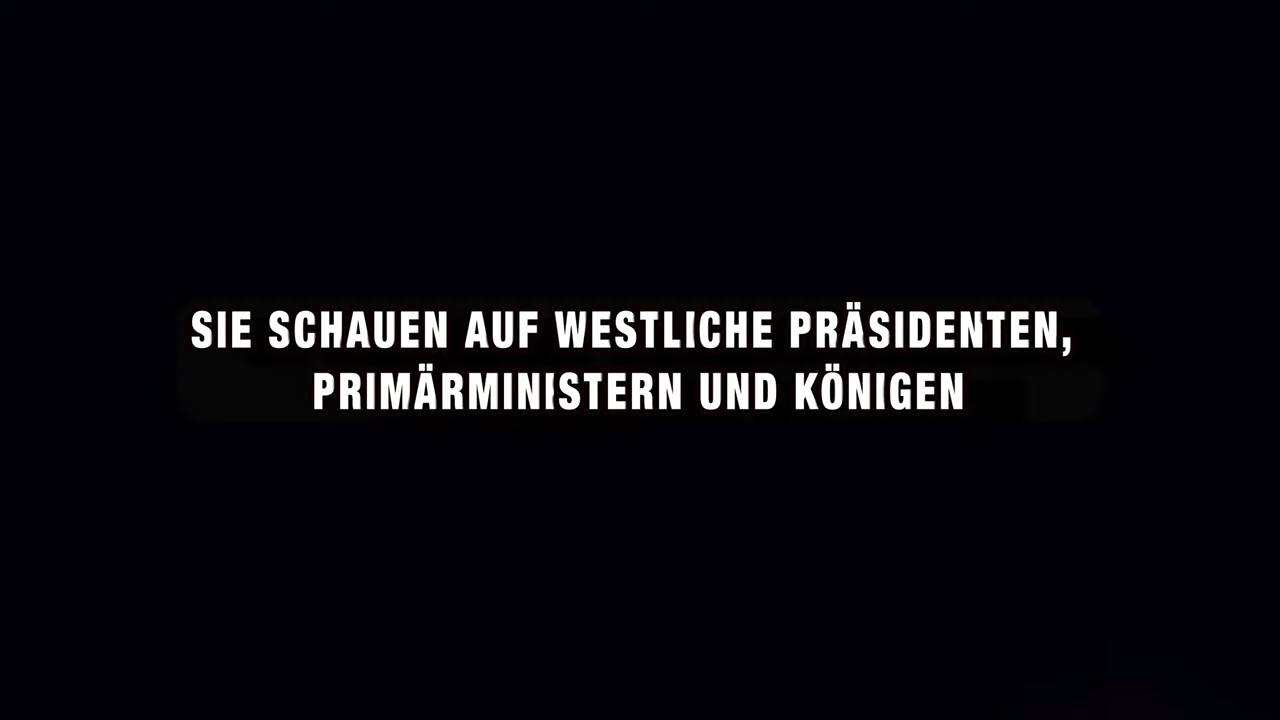 SIE SCHAUEN AUF WESTLICHE PRÄSIDENTEN,
PRIMÄRMINISTERN UND KÖNIGEN